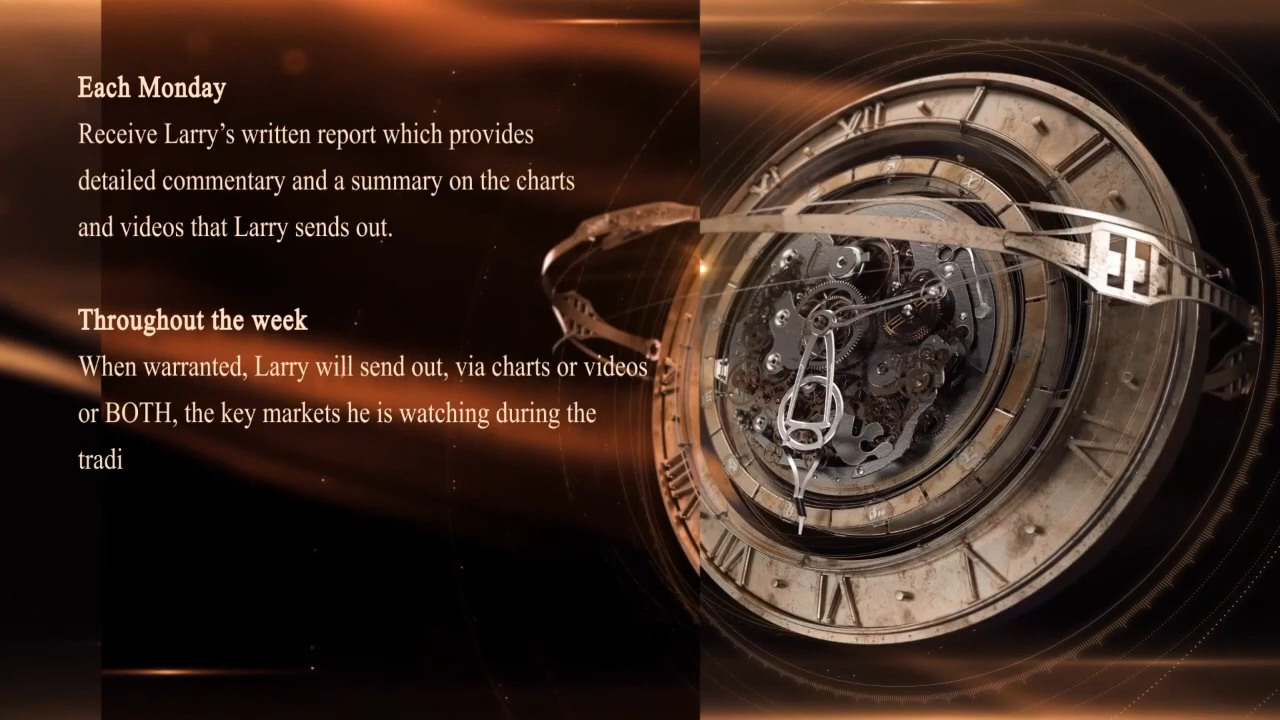 Each Monday
Receive Larry’s written report which provides
detailed commentary and a summary on the charts
and videos that Larry sends out.
Throughout the week
When warranted, Larry will send out, via charts or videos
or BOTH, the key markets he is watching during the
tradi